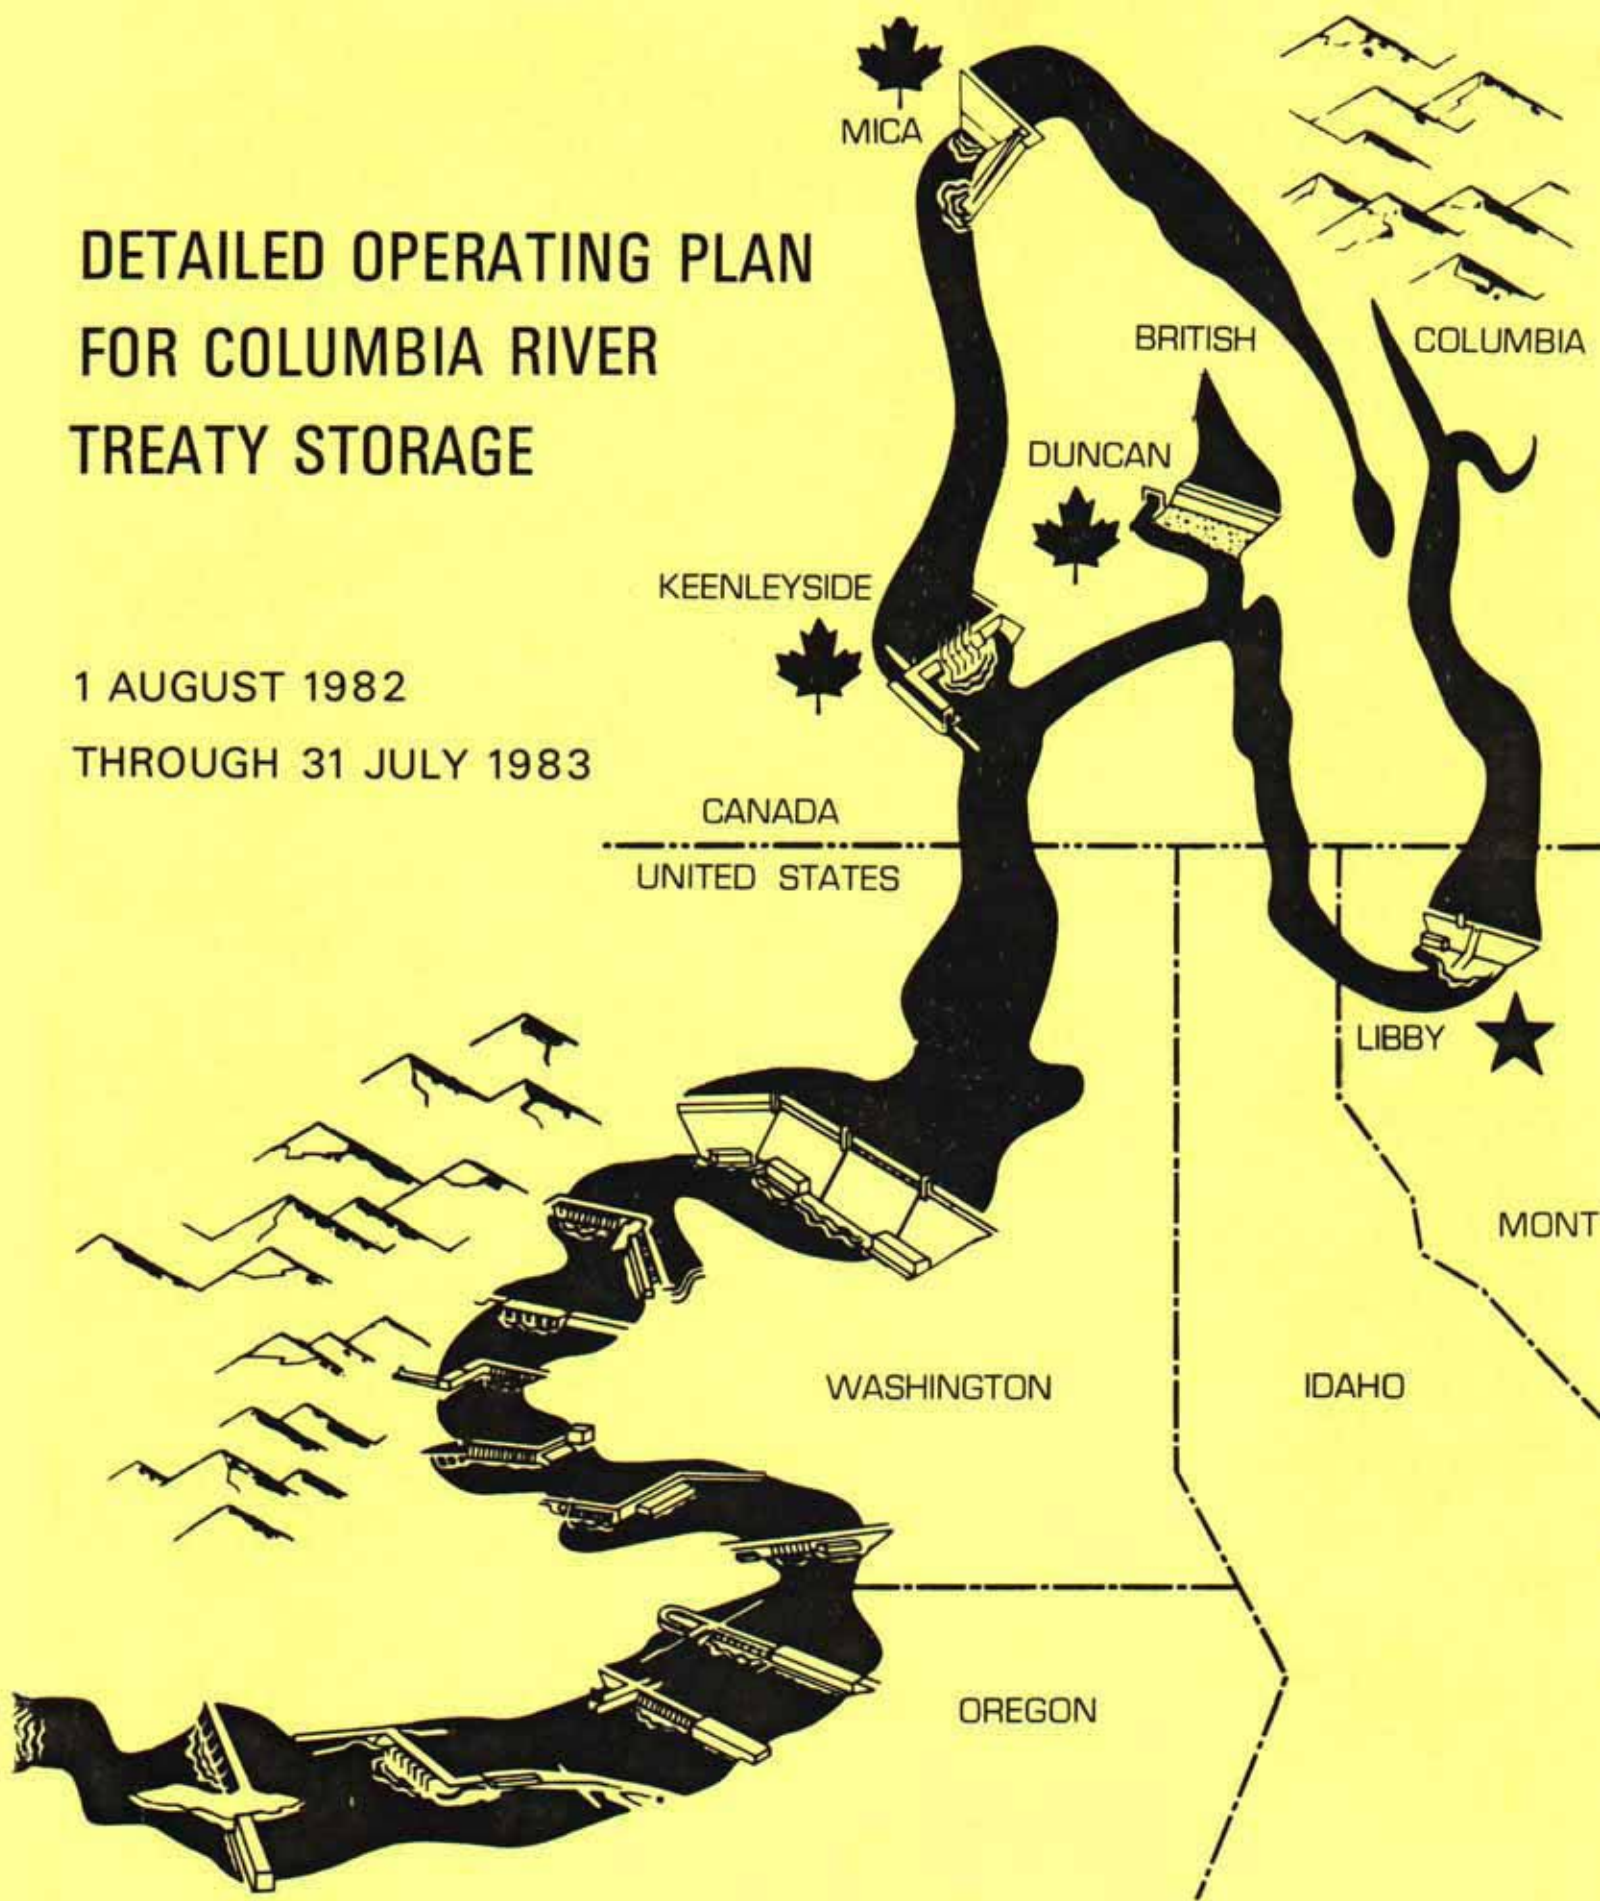 MICA
DETAILED OPERATING PLAN
FOR COLUMBIA RIVER
TREATY STORAGE
BRITISH COLUMBIA
DUNCAN
KEENLEYSIDE
1 AUGUST 1982
THROUGH 31 JULY 1983
CANADA
UNITED STATES
LIBBY
MONT
WASHINGTON
IDAHO
OREGON